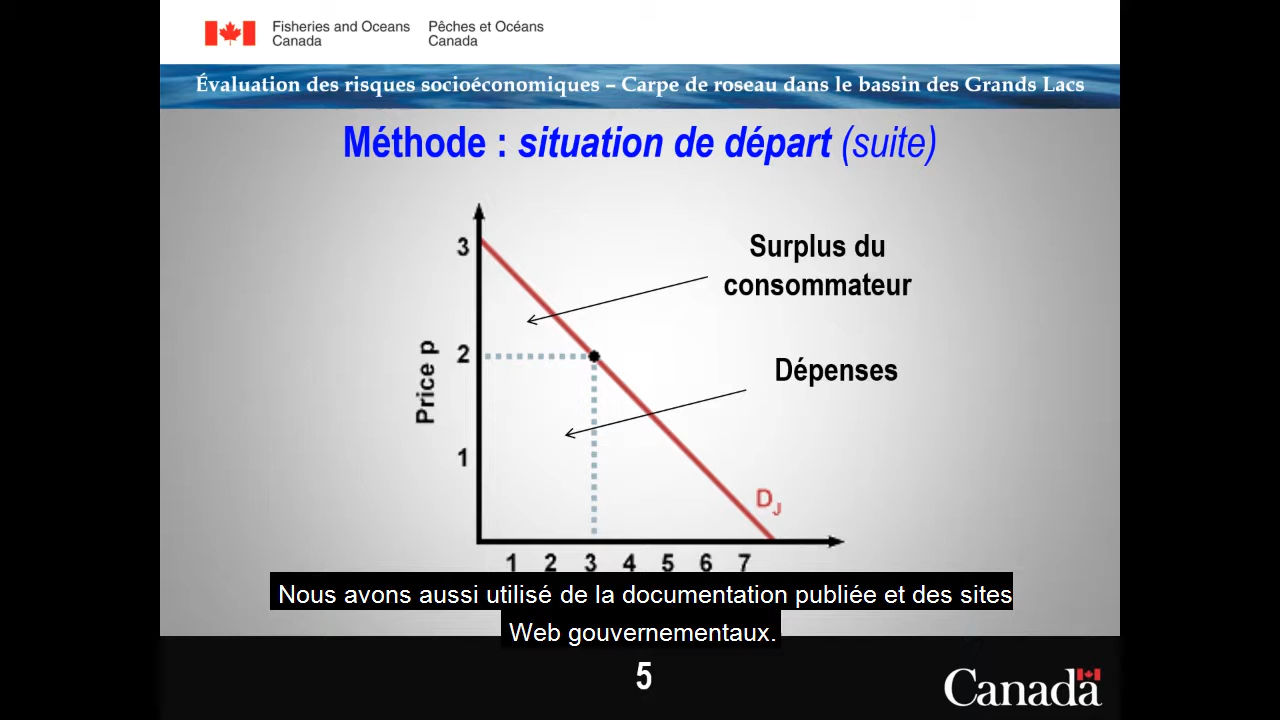 Fisheries and Oceans Pêches et Océans
Canada Canada
Évaluation des risques socioéconomiques – Carpe de roseau dans le bassin des Grands Lacs
Méthode : situation de départ (suite)
3
Surplus du
consommateur
2
Price p
Dépenses
1
DJ
1 2 3 4 5 6 7
Nous avons aussi utilisé de la documentation publiée et des sites
Web gouvernementaux.
5
Canada